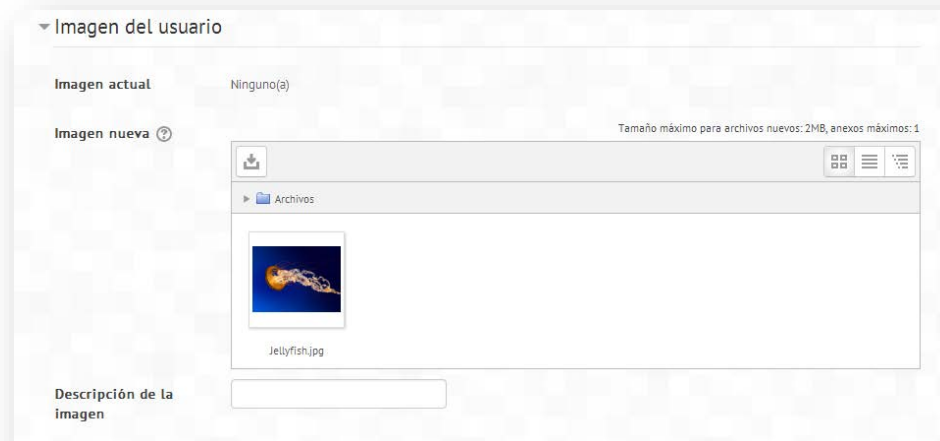 Imagen del usuario
Imagen actual
Ninguno(a)
Imagen nueva
Tamaño máximo para archivos nuevos: 2MB, anexos máximos: 1
Archivos
Jellyfish.jpg
Descripción de la
imagen